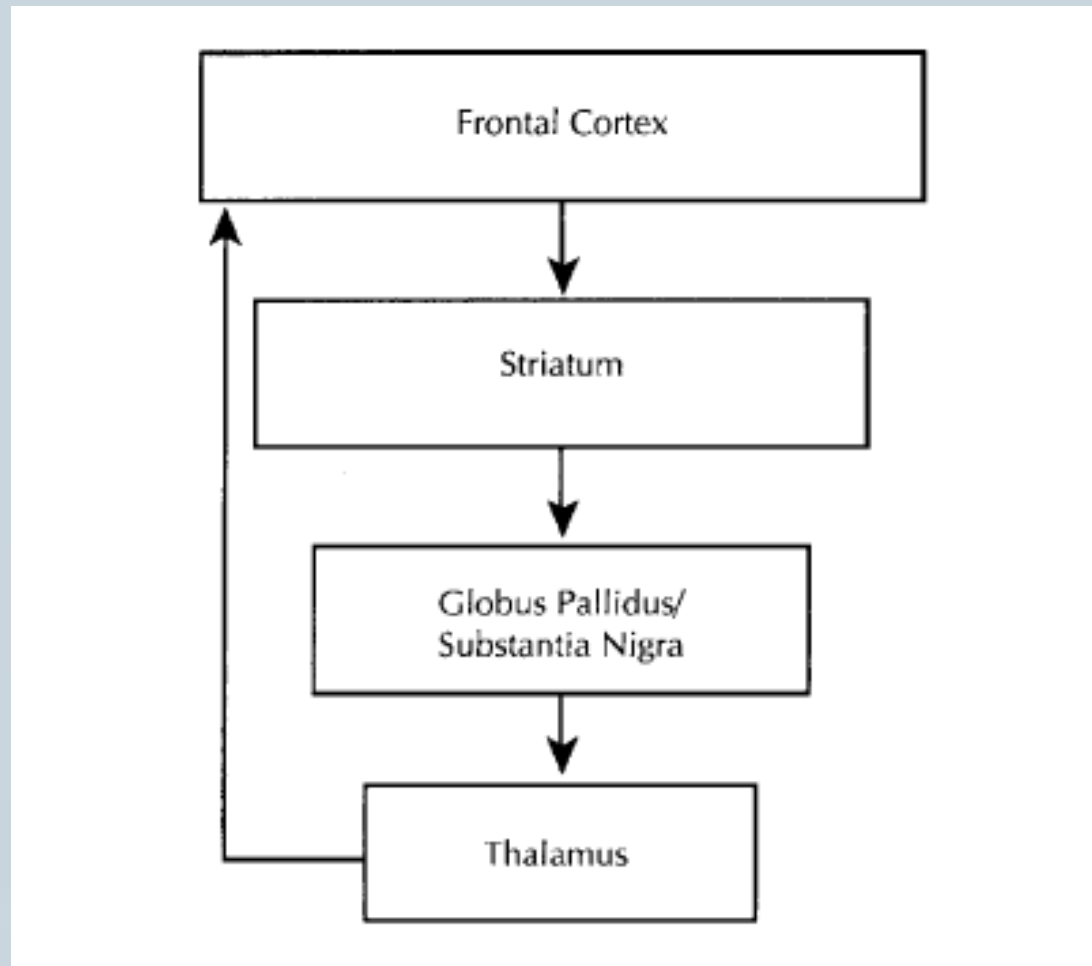 Frontal Cortex
Striatum
Globus Pallidus/
Substantia Nigra
Thalamus